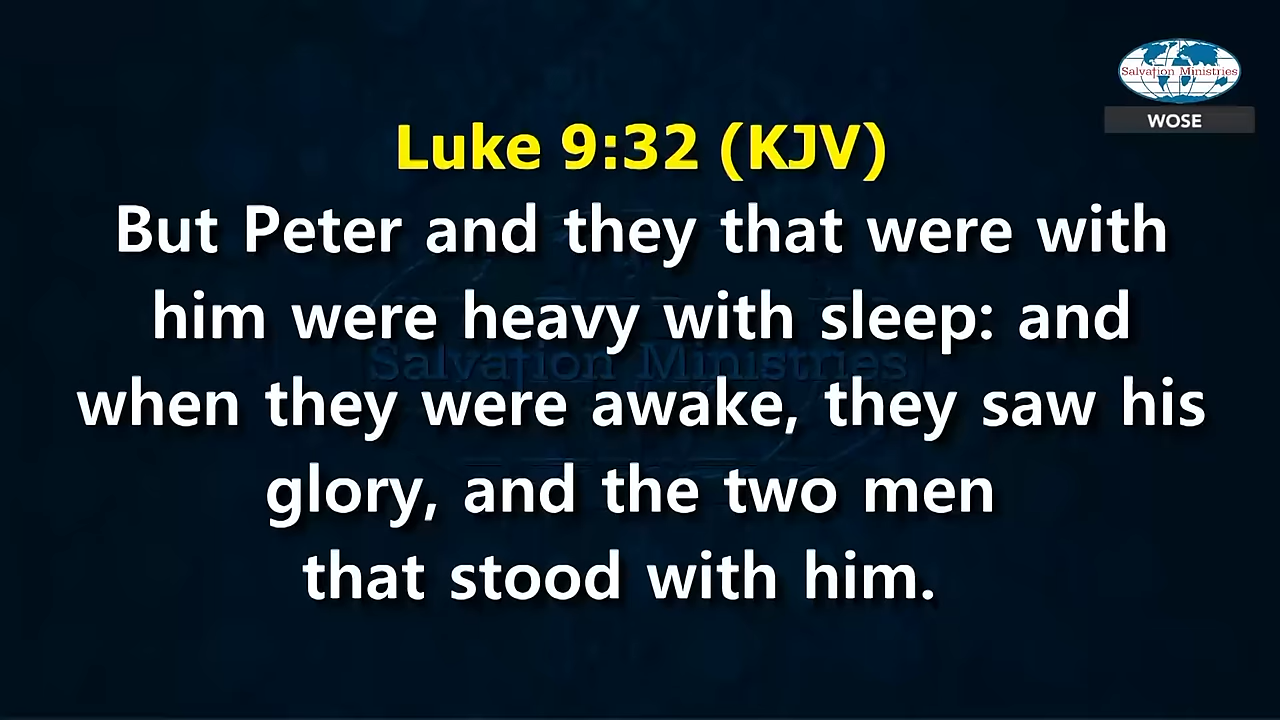 Salvation Ministries
WOSE
Luke 9:32 (KJV)
But Peter and they that were with
him were heavy with sleep: and
when they were awake, they saw his
glory, and the two men
that stood with him.
Salvation Ministries